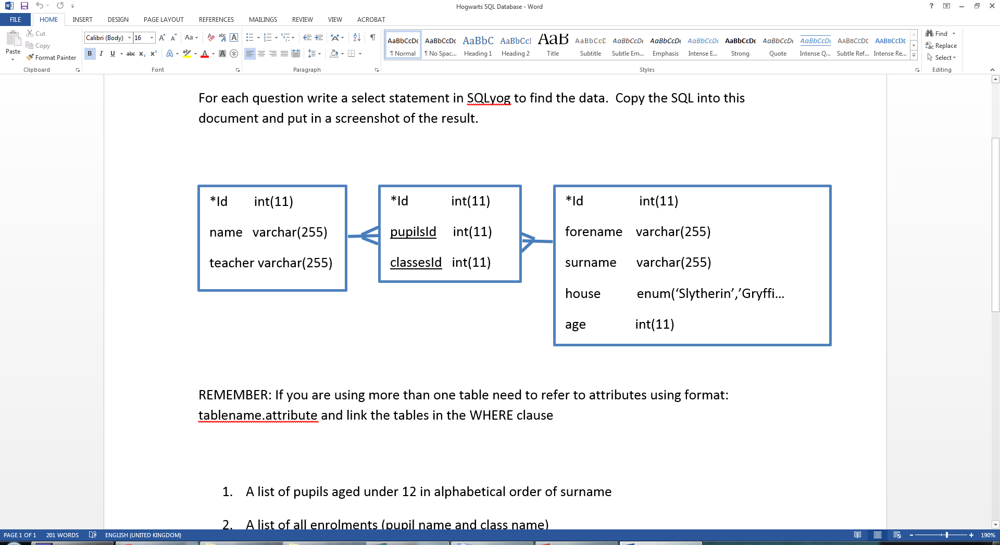 Hogwarts SQL Database - Word
FILE HOME INSERT DESIGN PAGE LAYOUT REFERENCES MAILINGS REVIEW VIEW ACROBAT
Paste
Cut
Copy
Format Painter
Clipboard
Calibri (Body) 16
Font
Paragraph
AaBbCcDc AaBbCcDc AaBbC AaBbCcI AaB AaBbCcD AaBbCcDc AaBbCcDc AaBbCcDc AaBbCcDc AaBbCcDc AaBbCcDc AABBCCDE AABBCCDE
¶ Normal ¶ No Spac... Heading 1 Heading 2 Title Subtitle Subtle Em... Emphasis Intense E... Strong Quote Intense Q... Subtle Ref... Intense Re...
Styles
Find
Replace
Select
Editing
For each question write a select statement in SQLyog to find the data. Copy the SQL into this
document and put in a screenshot of the result.
*Id int(11)
name varchar(255)
teacher varchar(255)
*Id int(11)
pupilsId int(11)
classesId int(11)
*Id int(11)
forename varchar(255)
surname varchar(255)
house enum(‘Slytherin’,’Gryffi...
age int(11)
REMEMBER: If you are using more than one table need to refer to attributes using format:
tablename.attribute and link the tables in the WHERE clause
1. A list of pupils aged under 12 in alphabetical order of surname
2. A list of all enrolments (pupil name and class name)
PAGE 1 OF 1 201 WORDS ENGLISH (UNITED KINGDOM) 190%